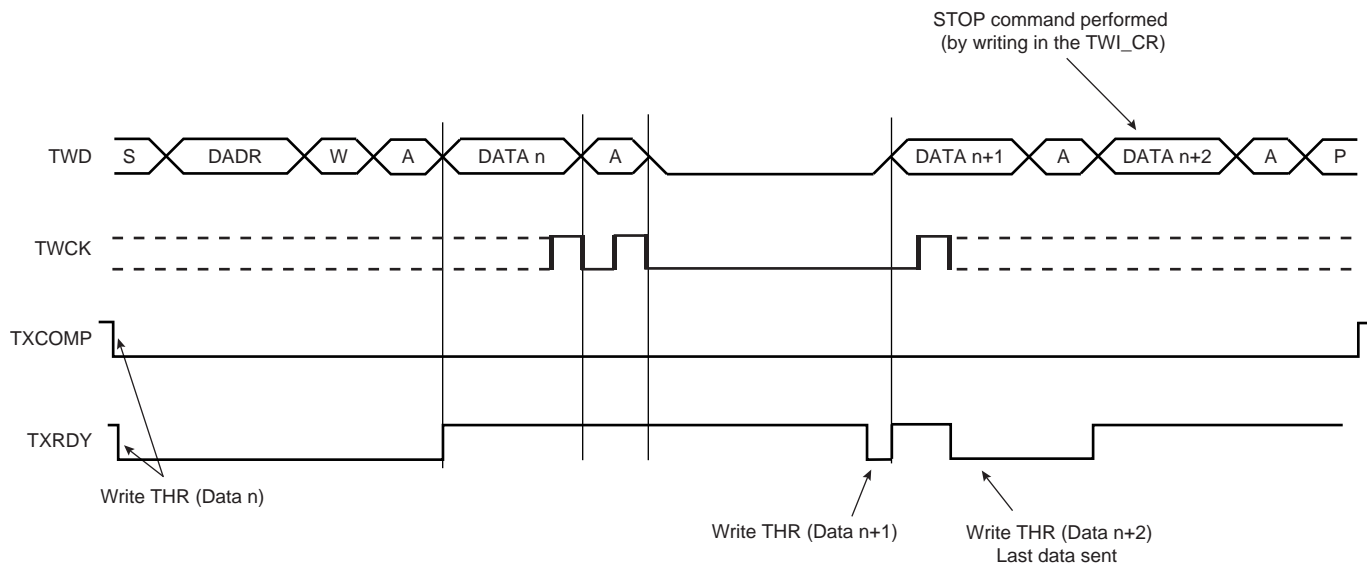 STOP command performed
(by writing in the TWI_CR)
TWD S DADR W A DATA n A DATA n+1 A DATA n+2 A P
TWCK
TXCOMP
TXRDY
Write THR (Data n)
Write THR (Data n+1)
Write THR (Data n+2)
Last data sent